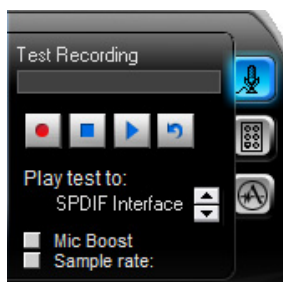 Test Recording
Play test to:
SPDIF Interface
Mic Boost
Sample rate: